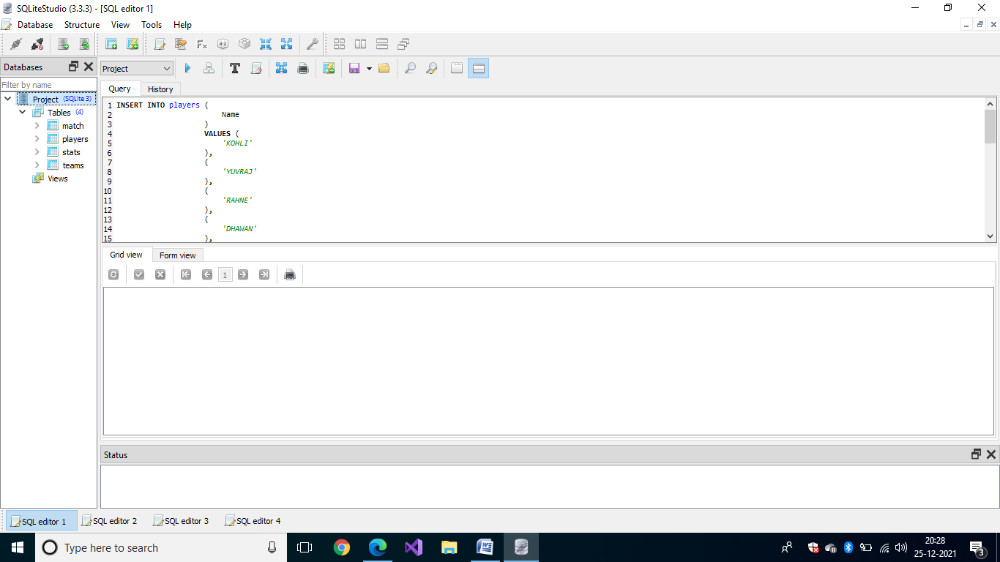 SQLiteStudio (3.3.3) - [SQL editor 1]
Database Structure View Tools Help
Databases
Project
Filter by name
Project (SQLite 3)
Tables (4)
match
players
stats
teams
Views
Query History
1 INSERT INTO players (
2 Name
3 )
4 VALUES (
5 'KOHLI'
6 ),
7 (
8 'YUVRAJ'
9 ),
10 (
11 'RAHNE'
12 ),
13 (
14 'DHAWAN'
15 ),
Grid view Form view
1
Status
SQL editor 1 SQL editor 2 SQL editor 3 SQL editor 4
Type here to search
20:28
25-12-2021
3